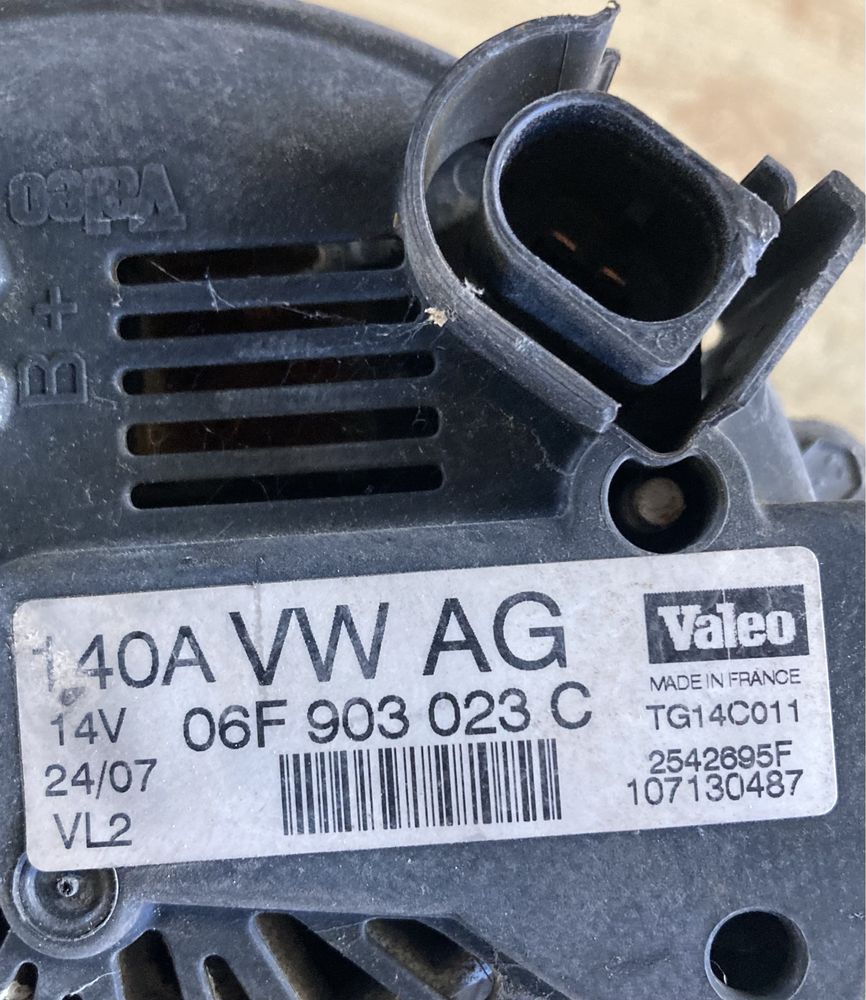 Valeo
B+
140A VW AG
Valeo
MADE IN FRANCE
14V 06F 903 023 C
TG14C011
24/07
2542695F
107130487
VL2